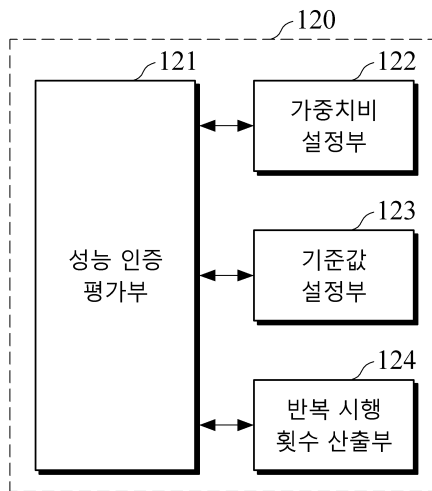 120
121
122
가중치비
설정부
123
성능 인증
평가부
기준값
설정부
124
반복 시행
횟수 산출부